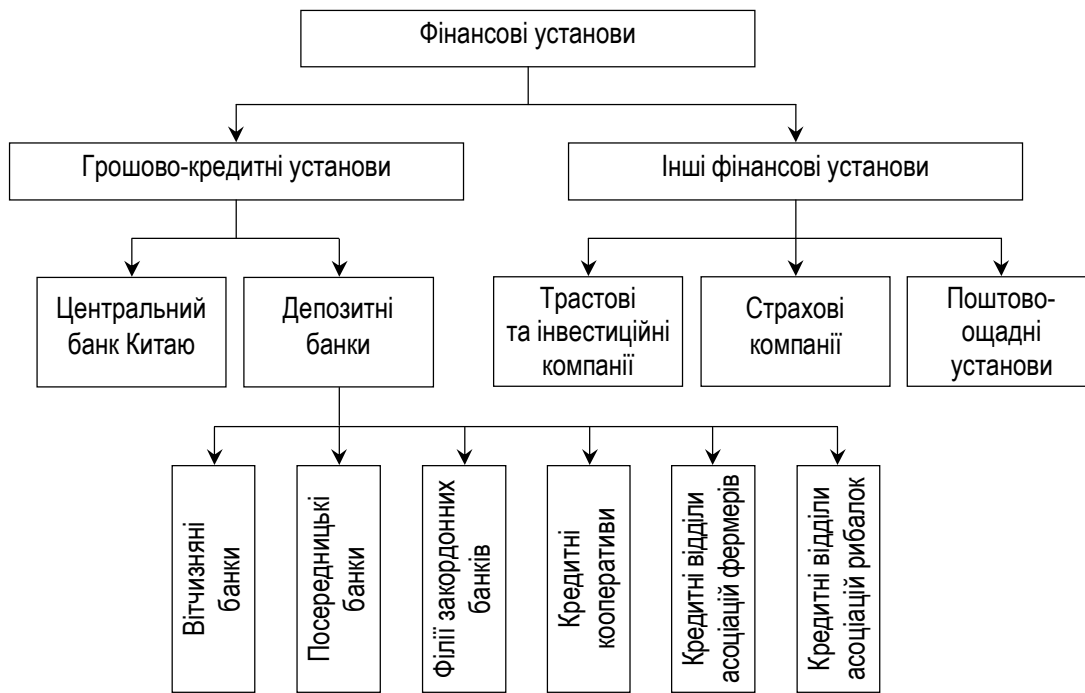 Фінансові установи
Грошово-кредитні установи
Інші фінансові установи
Центральний
банк Китаю
Депозитні
банки
Трастові
та інвестиційні
компанії
Страхові
компанії
Поштово-
ощадні
установи
Вітчизняні
банки
Посередницькі
банки
Філії закордонних
банків
Кредитні
кооперативи
Кредитні відділи
асоціацій фермерів
Кредитні відділи
асоціацій рибалок